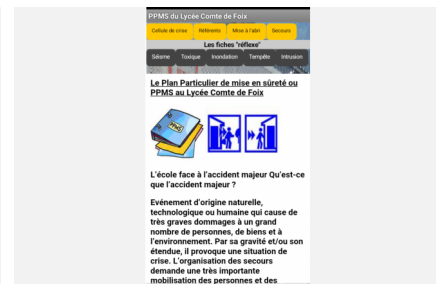 PPMS du Lycée Comte de Foix
Cellule de crise Référents Mise à l'abri Secours
Les fiches "réflexe"
Séisme Toxique Inondation Tempête Intrusion
Le Plan Particulier de mise en sûreté ou
PPMS au Lycée Comte de Foix
PPMS
L'école face à l'accident majeur Qu'est-ce
que l'accident majeur ?
Evénement d'origine naturelle,
technologique ou humaine qui cause de
très graves dommages à un grand
nombre de personnes, de biens et à
l'environnement. Par sa gravité et/ou son
étendue, il provoque une situation de
crise. L'organisation des secours
demande une très importante
mobilisation des personnes et des